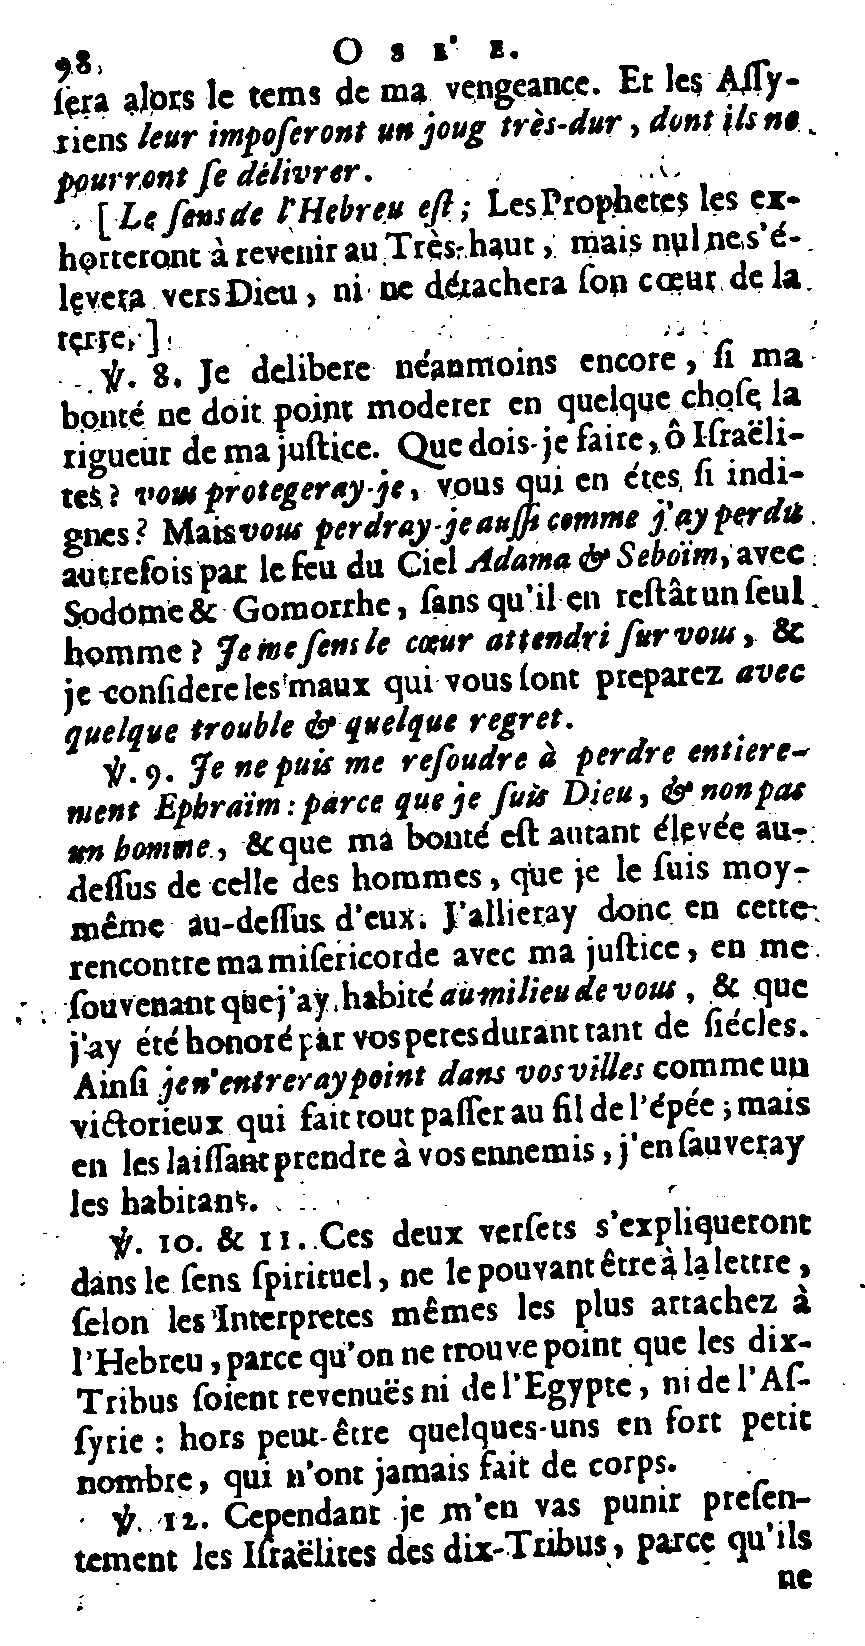 98.
OSE'E.
ſera alors le tems de ma vengeance. Et les Aſſy-
riens leur impoſeront un joug très-dur, dont ils ne
pourront ſe délivrer.
[Le ſens de l'Hebreu eſt; Les Prophetes les ex-
horteront à revenir au Très-haut, mais nul ne s'é-
levera vers Dieu, ni ne détachera ſon cœur de la
terre.]
℣. 8. Je delibere néanmoins encore, ſi ma
bonté ne doit point moderer en quelque choſe la
rigueur de ma juſtice. Que dois-je faire, ô Iſraëli-
tes? vous protegeray-je, vous qui en étes ſi indi-
gnes? Mais vous perdray-je auſſi comme j'ay perdu
autrefois par le feu du Ciel Adama & Seboïm, avec
Sodome & Gomorrhe, ſans qu'il en reſtât un ſeul
homme? Je me ſens le cœur attendri ſur vous, &
je conſidere les maux qui vous ſont preparez avec
quelque trouble & quelque regret.
℣. 9. Je ne puis me reſoudre à perdre entiere-
ment Ephraïm: parce que je ſuis Dieu, & non pas
un homme, & que ma bonté eſt autant élevée au-
deſſus de celle des hommes, que je le ſuis moy-
même au-deſſus d'eux. J'allieray donc en cette
rencontre ma miſericorde avec ma juſtice, en me
ſouvenant que j'ay habité au milieu de vous, & que
j'ay été honoré par vos peres durant tant de ſiécles.
Ainſi je n'entreray point dans vos villes comme un
victorieux qui fait tout paſſer au fil de l'épée; mais
en les laiſſant prendre à vos ennemis, j'en ſauveray
les habitans.
℣. 10. & 11. Ces deux verſets s'expliqueront
dans le ſens ſpirituel, ne le pouvant être à la lettre,
ſelon les Interpretes mêmes les plus attachez à
l'Hebreu, parce qu'on ne trouve point que les dix-
Tribus ſoient revenuës ni de l'Egypte, ni de l'Aſ-
ſyrie: hors peut-être quelques-uns en fort petit
nombre, qui n'ont jamais fait de corps.
℣. 12. Cependant je m'en vas punir preſen-
tement les Iſraëlites des dix-Tribus, parce qu'ils
ne